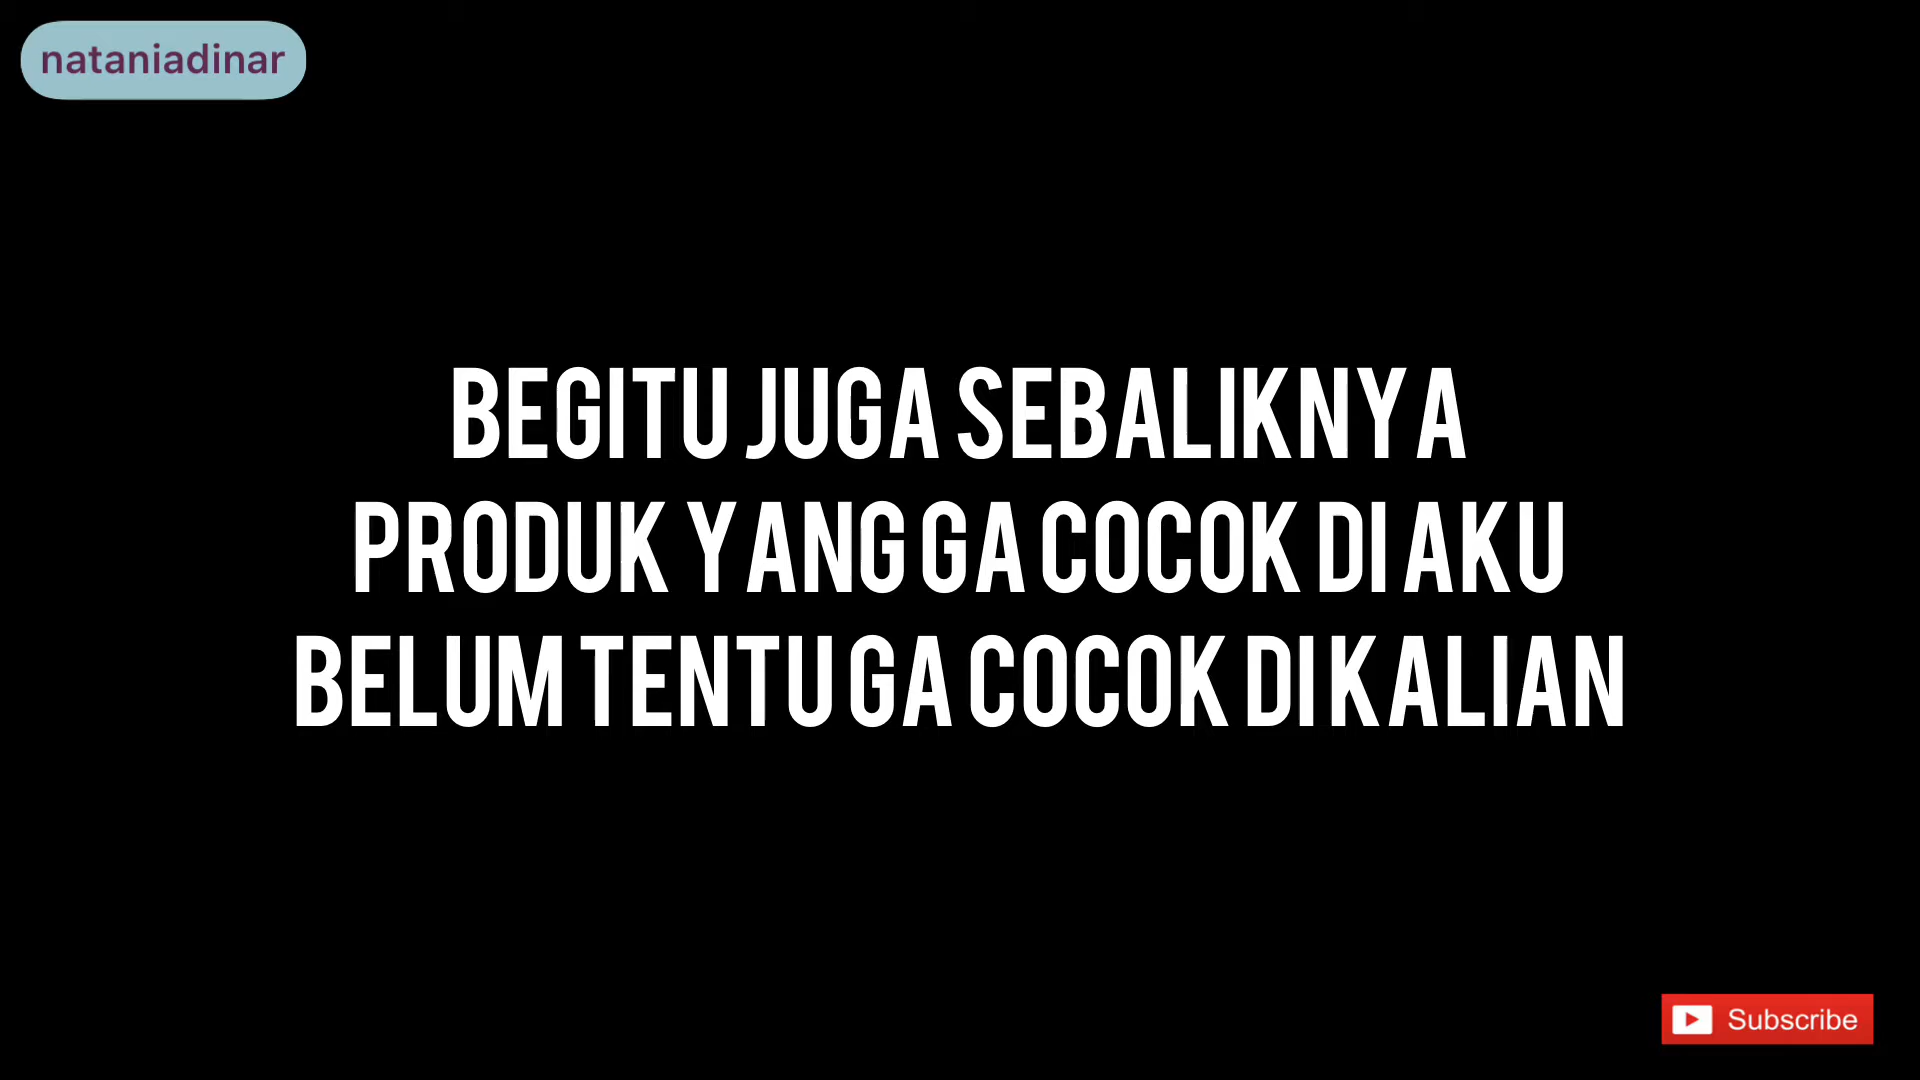 nataniadinar
BEGITU JUGA SEBALIKNYA
PRODUK YANG GA COCOK DI AKU
BELUM TENTU GA COCOK DI KALIAN
Subscribe